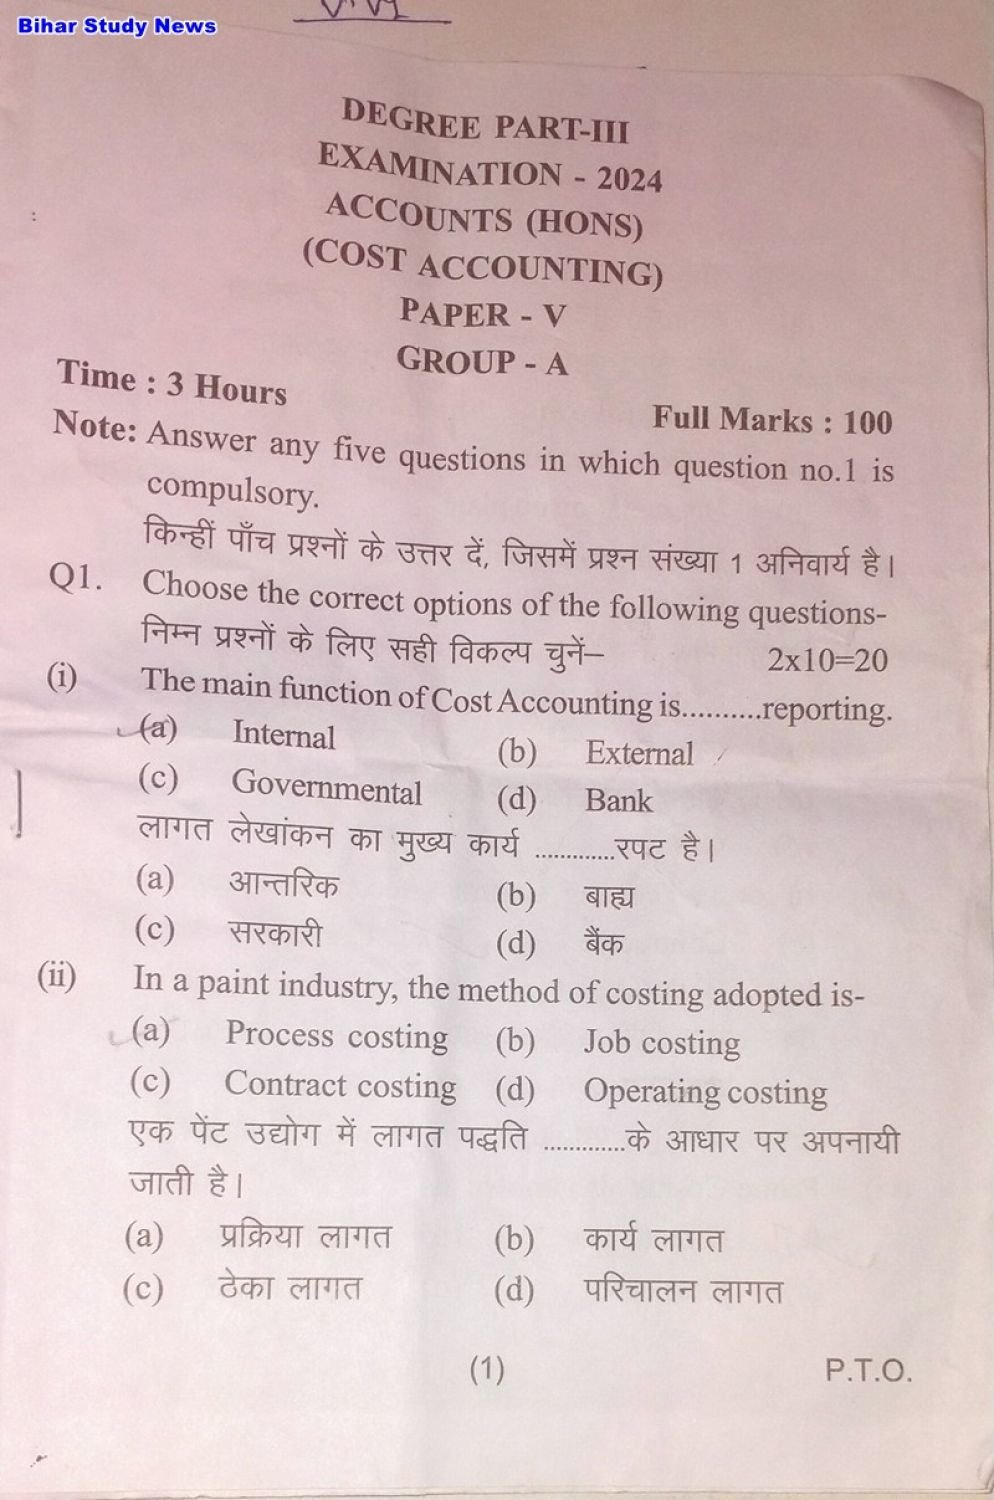 Bihar Study News
DEGREE PART-III
EXAMINATION - 2024
ACCOUNTS (HONS)
(COST ACCOUNTING)
PAPER - V
GROUP - A
Time : 3 Hours
Full Marks : 100
Note: Answer any five questions in which question no.1 is
compulsory.
किन्हीं पाँच प्रश्नों के उत्तर दें, जिसमें प्रश्न संख्या 1 अनिवार्य है।
Q1. Choose the correct options of the following questions-
निम्न प्रश्नों के लिए सही विकल्प चुनें– 2x10=20
(i) The main function of Cost Accounting is..........reporting.
(a) Internal (b) External
(c) Governmental (d) Bank
लागत लेखांकन का मुख्य कार्य .............रपट है।
(a) आन्तरिक (b) बाह्य
(c) सरकारी (d) बैंक
(ii) In a paint industry, the method of costing adopted is-
(a) Process costing (b) Job costing
(c) Contract costing (d) Operating costing
एक पेंट उद्योग में लागत पद्धति .............के आधार पर अपनायी
जाती है।
(a) प्रक्रिया लागत (b) कार्य लागत
(c) ठेका लागत (d) परिचालन लागत
(1) P.T.O.